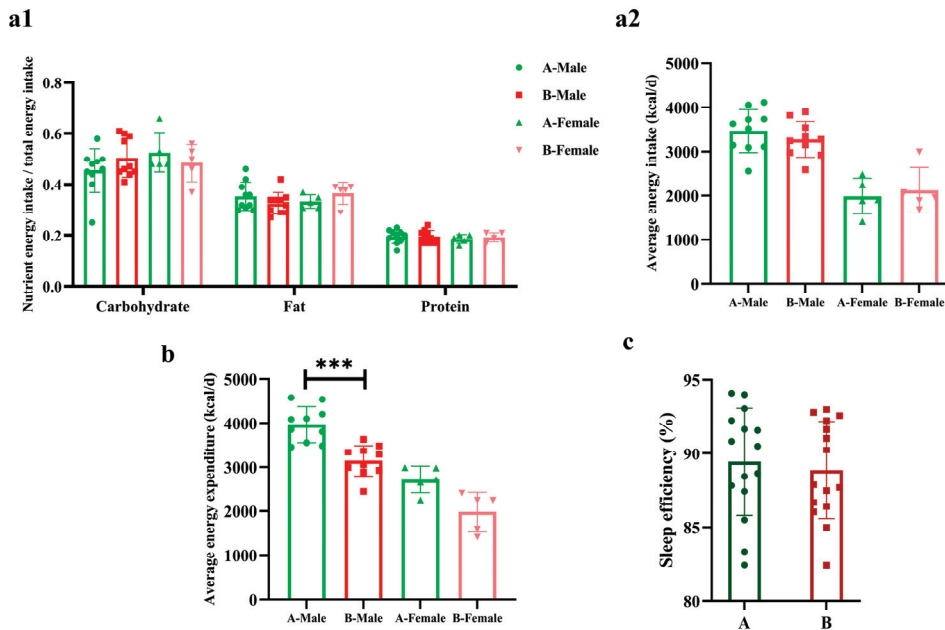 a1
Nutrient energy intake / total energy intake
0.8
0.6
0.4
0.2
0.0
Carbohydrate Fat Protein
A-Male
B-Male
A-Female
B-Female
a2
Average energy intake (kcal/d)
5000
4000
3000
2000
1000
0
A-Male B-Male A-Female B-Female
b
Average energy expenditure (kcal/d)
5000
4000
3000
2000
1000
0
***
A-Male B-Male A-Female B-Female
c
Sleep efficiency (%)
95
90
85
80
A B